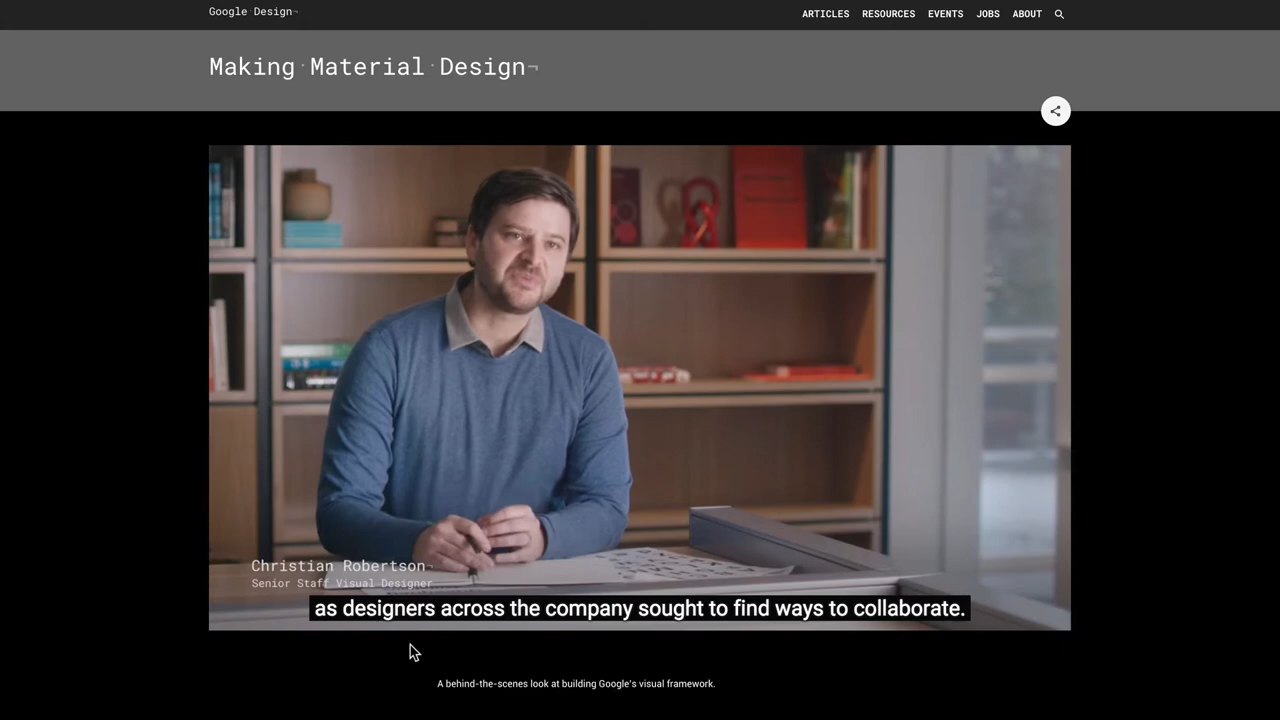 Google Design¬
ARTICLES RESOURCES EVENTS JOBS ABOUT
Making·Material·Design¬
Christian Robertson¬
Senior Staff Visual Designer
as designers across the company sought to find ways to collaborate.
A behind-the-scenes look at building Google's visual framework.